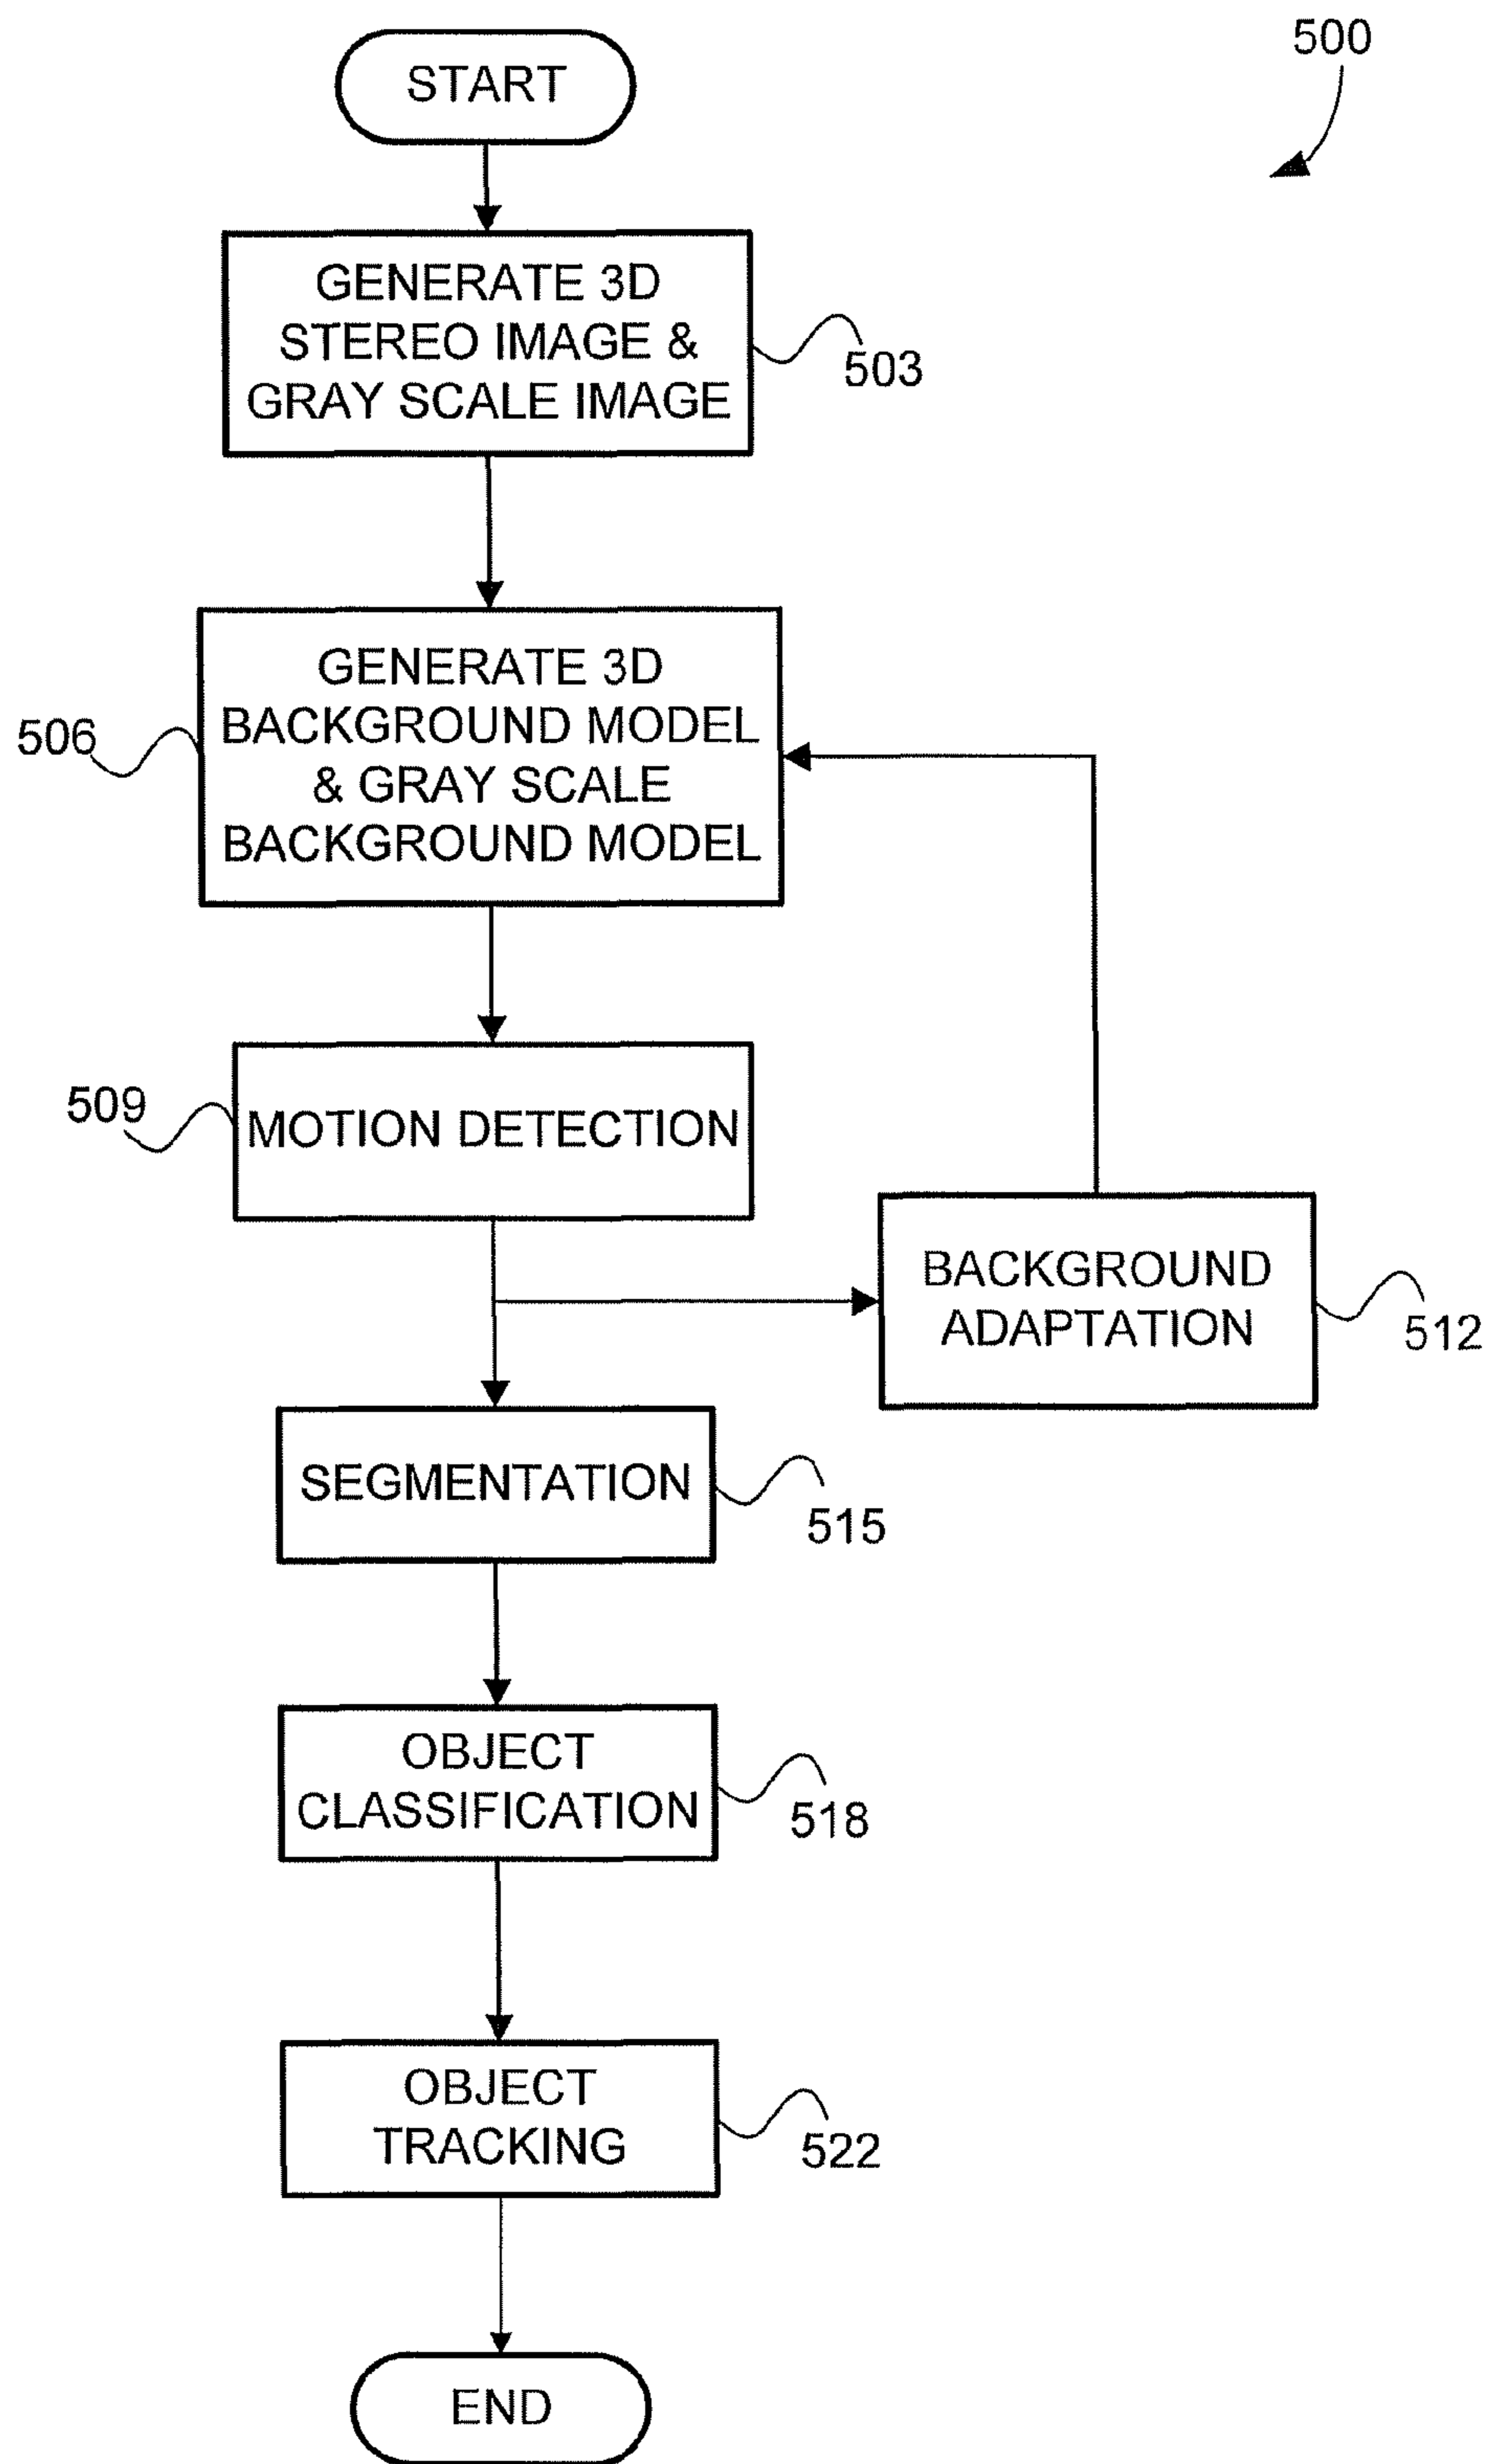 START
500
GENERATE 3D
STEREO IMAGE &
GRAY SCALE IMAGE
503
GENERATE 3D
BACKGROUND MODEL
& GRAY SCALE
BACKGROUND MODEL
506
MOTION DETECTION
509
BACKGROUND
ADAPTATION
512
SEGMENTATION
515
OBJECT
CLASSIFICATION
518
OBJECT
TRACKING
522
END